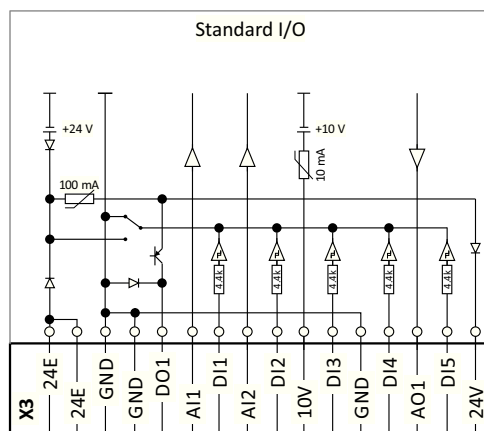 Standard I/O
+24 V
+10 V
100 mA
10 mA
4.4k
4.4k
4.4k
4.4k
4.4k
X3
24E
24E
GND
GND
DO1
AI1
DI1
AI2
DI2
10V
DI3
GND
DI4
AO1
DI5
24V